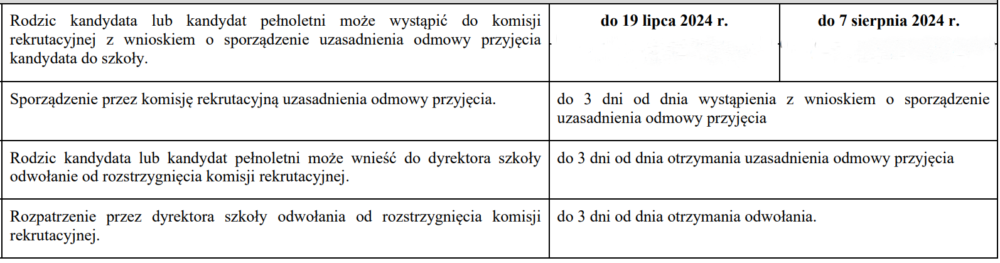 Rodzic kandydata lub kandydat pełnoletni może wystąpić do komisji
rekrutacyjnej z wnioskiem o sporządzenie uzasadnienia odmowy przyjęcia
kandydata do szkoły.
do 19 lipca 2024 r.
do 7 sierpnia 2024 r.
Sporządzenie przez komisję rekrutacyjną uzasadnienia odmowy przyjęcia.
do 3 dni od dnia wystąpienia z wnioskiem o sporządzenie
uzasadnienia odmowy przyjęcia
Rodzic kandydata lub kandydat pełnoletni może wnieść do dyrektora szkoły
odwołanie od rozstrzygnięcia komisji rekrutacyjnej.
do 3 dni od dnia otrzymania uzasadnienia odmowy przyjęcia
Rozpatrzenie przez dyrektora szkoły odwołania od rozstrzygnięcia komisji
rekrutacyjnej.
do 3 dni od dnia otrzymania odwołania.